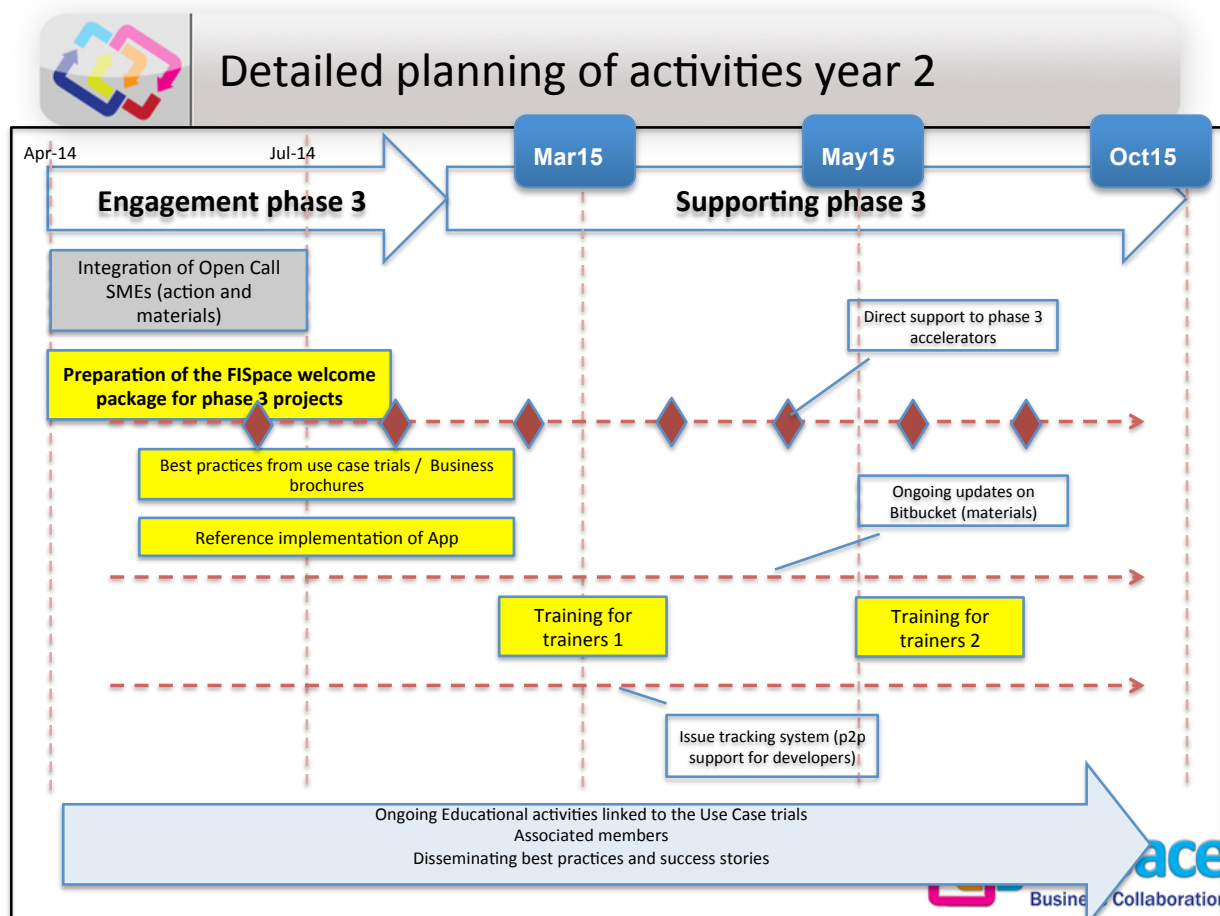 Detailed planning of activities year 2
Apr-14
Jul-14
Mar15
May15
Oct15
Engagement phase 3
Supporting phase 3
Integration of Open Call
SMEs (action and
materials)
Direct support to phase 3
accelerators
Preparation of the FISpace welcome
package for phase 3 projects
Best practices from use case trials / Business
brochures
Ongoing updates on
Bitbucket (materials)
Reference implementation of App
Training for
trainers 1
Training for
trainers 2
Issue tracking system (p2p
support for developers)
Ongoing Educational activities linked to the Use Case trials
Associated members
Disseminating best practices and success stories
ace
Busine Collaboration